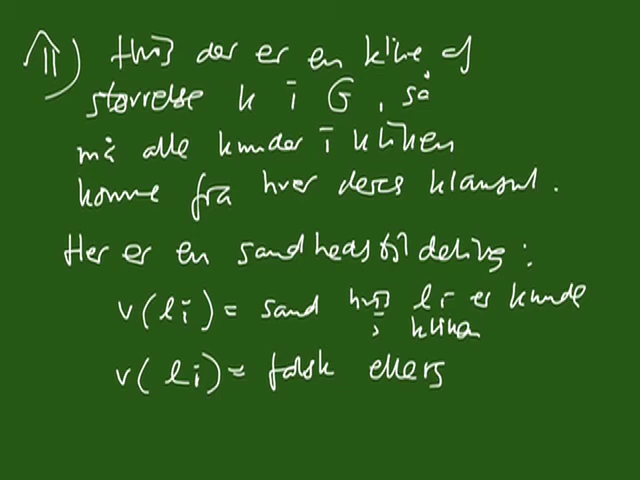 ⇑) Hvis der er en klike af
størrelse k i G, så
må alle knuder i kliken
komme fra hver deres klausul.
Her er en sandhedstildeling:
v(li) = sand hvis li er knude
i kliken
v(li) = falsk ellers